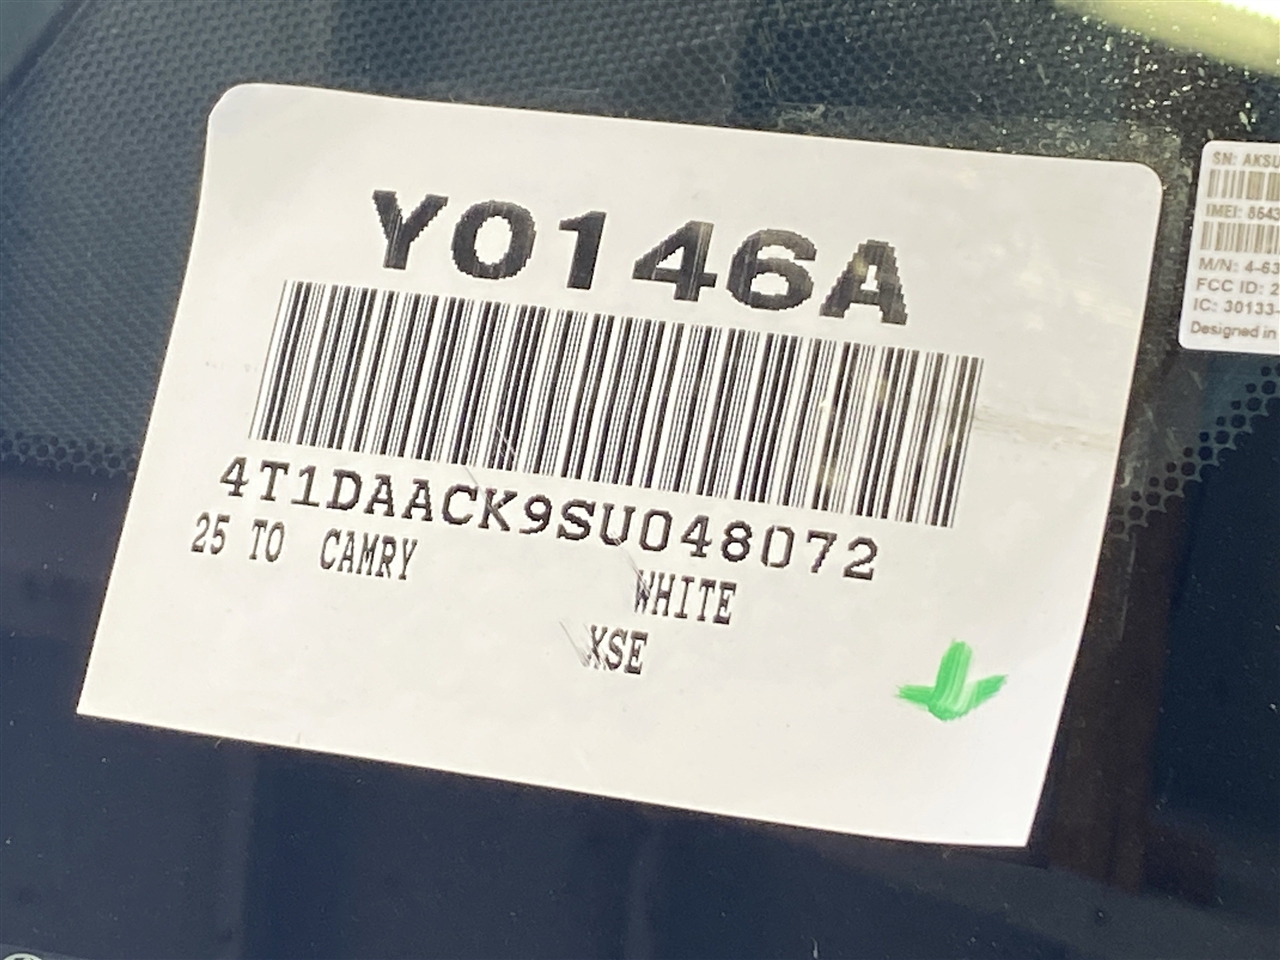 Y0146A
4T1DAACK9SU048072
25 TO CAMRY WHITE
XSE
SN: AKSU
IMEI: 8643
M/N: 4-63
FCC ID: 2
IC: 30133-
Designed in